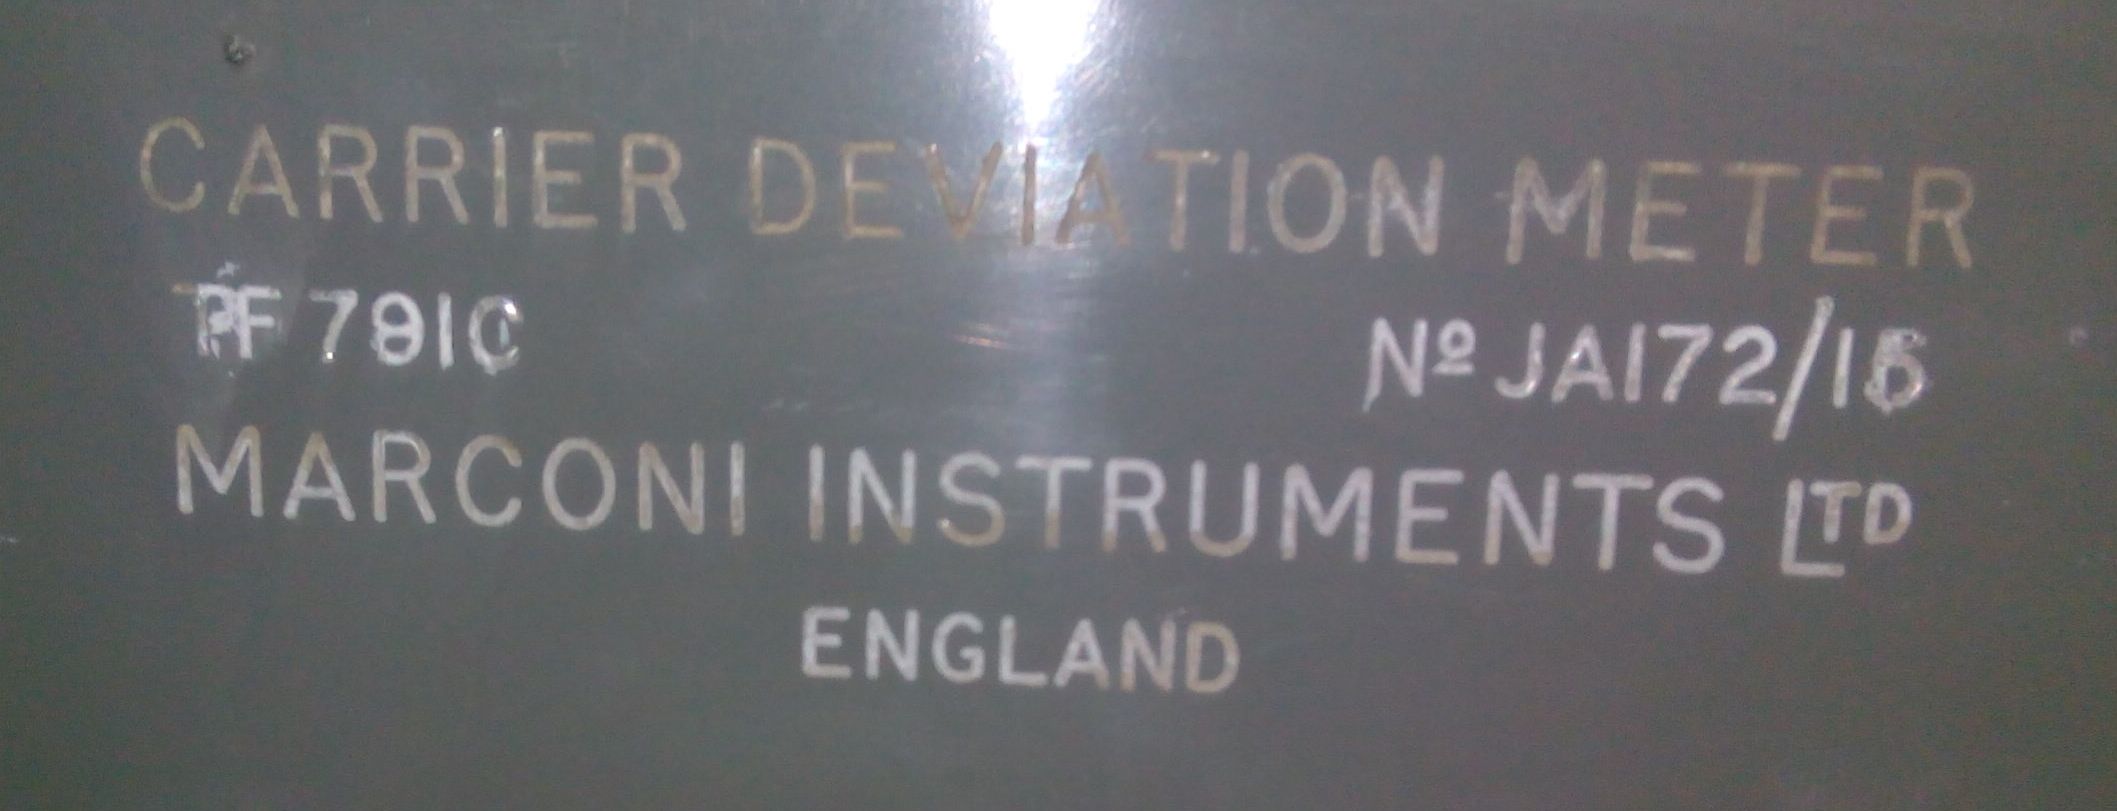 CARRIER DEVIATION METER
TF 791C Nº JA172/15
MARCONI INSTRUMENTS LTD
ENGLAND